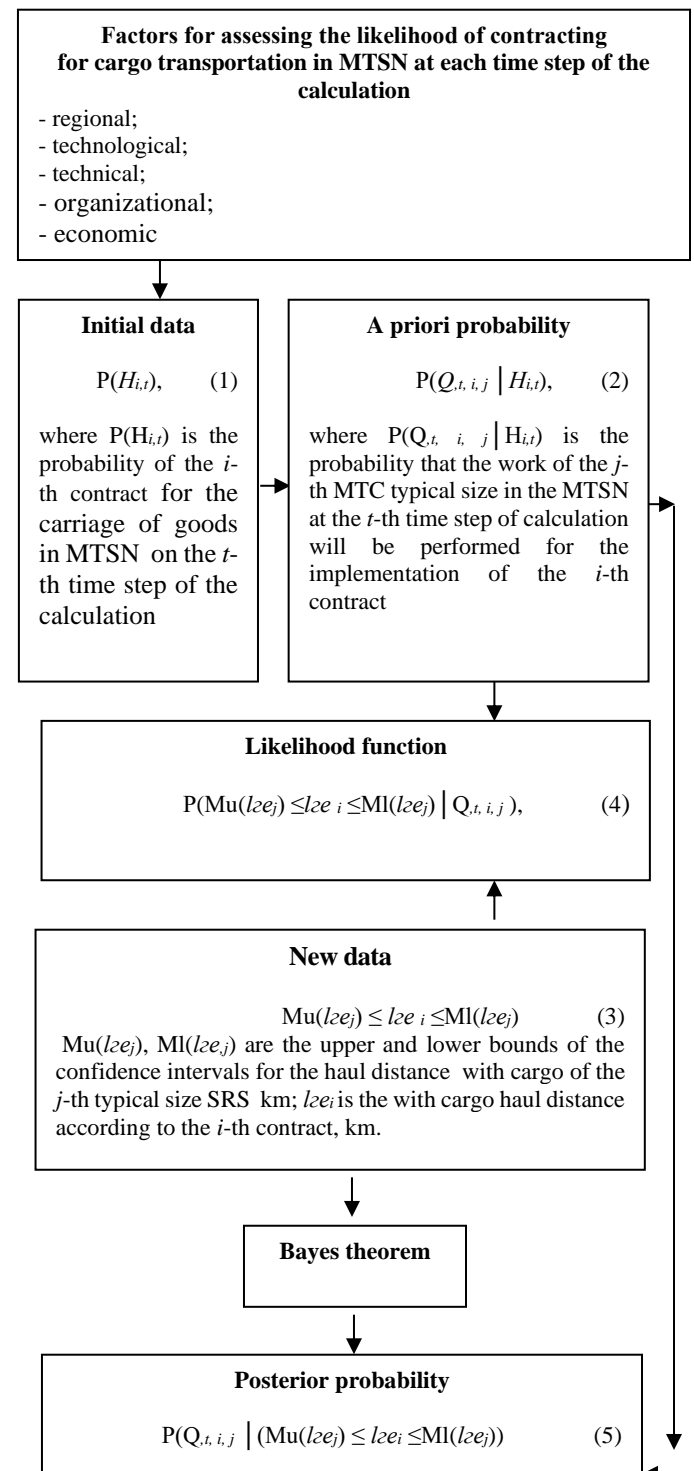 Factors for assessing the likelihood of contracting
for cargo transportation in MTSN at each time step of the
calculation
- regional;
- technological;
- technical;
- organizational;
- economic
Initial data
P(Hi,t), (1)
where P(Hi,t) is the
probability of the i-
th contract for the
carriage of goods
in MTSN on the t-
th time step of the
calculation
A priori probability
P(Q,t, i, j | Hi,t), (2)
where P(Q,t, i, j | Hi,t) is the
probability that the work of the j-
th MTC typical size in the MTSN
at the t-th time step of calculation
will be performed for the
implementation of the i-th
contract
Likelihood function
P(Mu(lгej) ≤lгe i ≤Ml(lгej) | Q,t, i, j ), (4)
New data
Mu(lгej) ≤ lгe i ≤Ml(lгej) (3)
Mu(lгej), Ml(lгe,j) are the upper and lower bounds of the
confidence intervals for the haul distance with cargo of the
j-th typical size SRS km; lгei is the with cargo haul distance
according to the i-th contract, km.
Bayes theorem
Posterior probability
P(Q,t, i, j | (Mu(lгej) ≤ lгei ≤Ml(lгej)) (5)